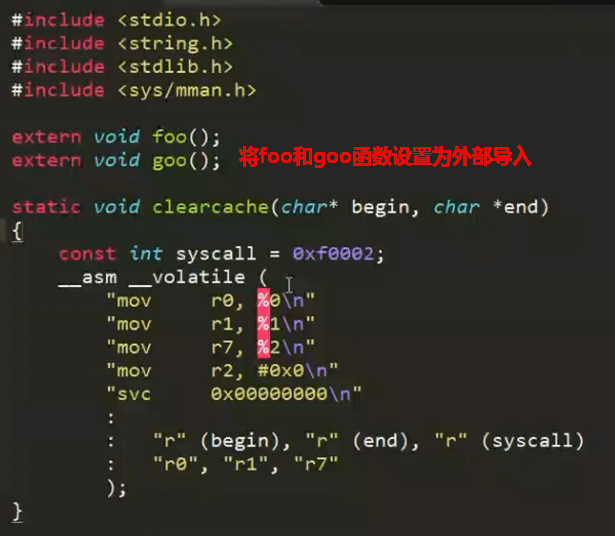 #include <stdio.h>
#include <string.h>
#include <stdlib.h>
#include <sys/mman.h>
extern void foo();
extern void goo(); 将foo和goo函数设置为外部导入
static void clearcache(char* begin, char *end)
{
    const int syscall = 0xf0002;
    __asm __volatile (
        "mov     r0, %0\n"
        "mov     r1, %1\n"
        "mov     r7, %2\n"
        "mov     r2, #0x0\n"
        "svc     0x00000000\n"
        :
        :   "r" (begin), "r" (end), "r" (syscall)
        :   "r0", "r1", "r7"
        );
}